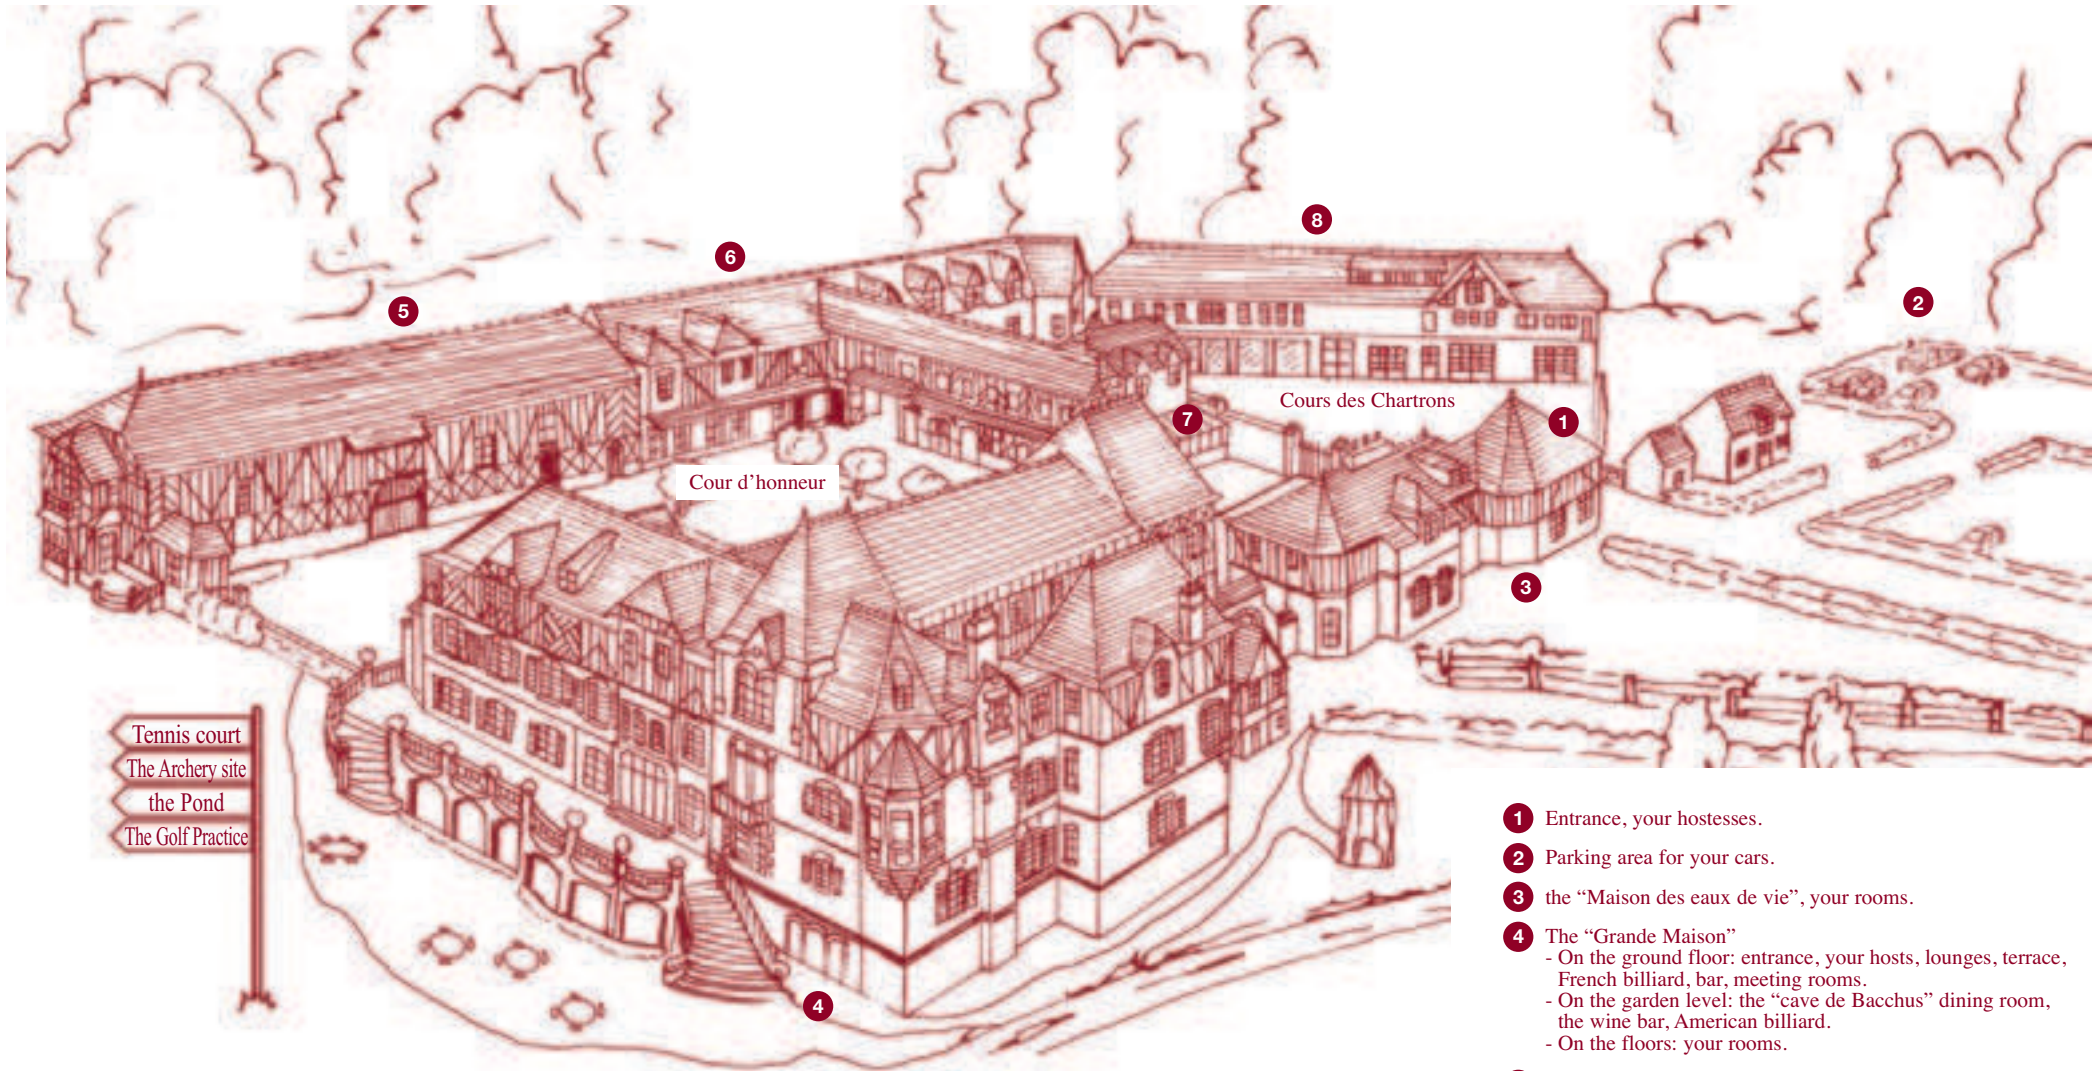 8
6
2
5
Cours des Chartrons
7
1
Cour d’honneur
3
Tennis court
The Archery site
the Pond
The Golf Practice
4
1 Entrance, your hostesses.
2 Parking area for your cars.
3 the “Maison des eaux de vie”, your rooms.
4 The “Grande Maison”
- On the ground floor: entrance, your hosts, lounges, terrace,
French billiard, bar, meeting rooms.
- On the garden level: the “cave de Bacchus” dining room,
the wine bar, American billiard.
- On the floors: your rooms.